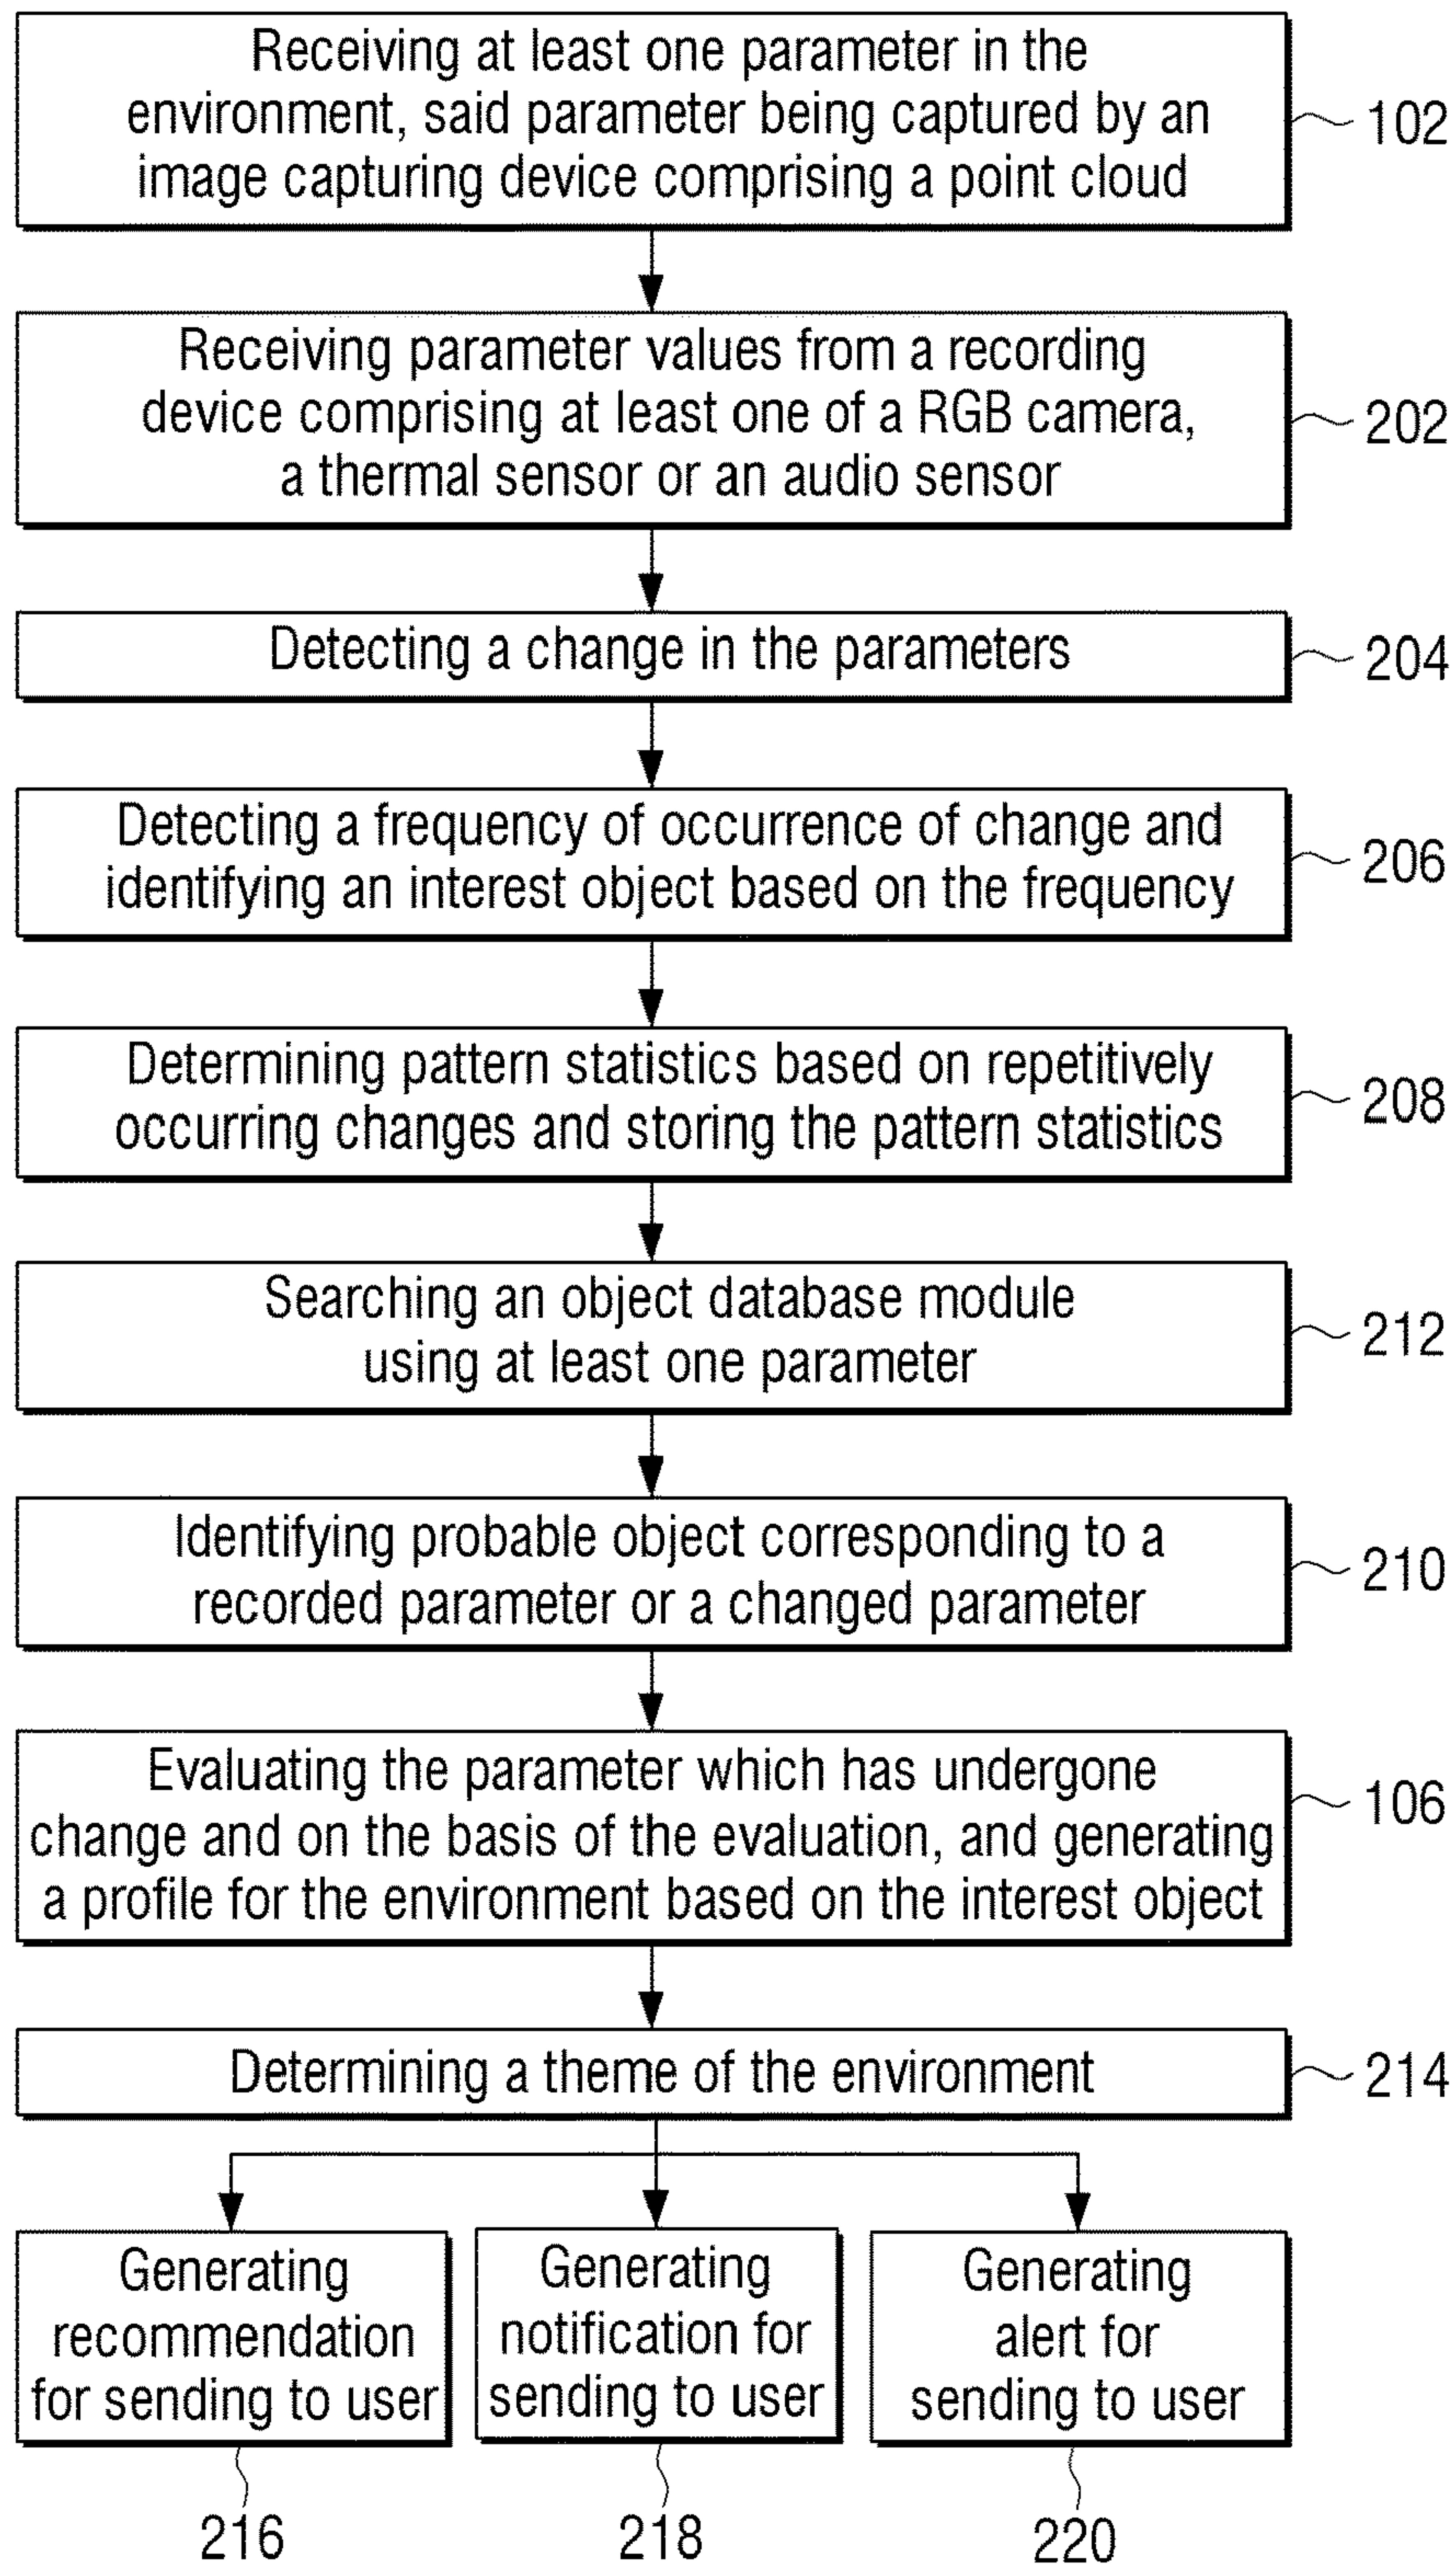 Receiving at least one parameter in the
environment, said parameter being captured by an
image capturing device comprising a point cloud
102
Receiving parameter values from a recording
device comprising at least one of a RGB camera,
a thermal sensor or an audio sensor
202
Detecting a change in the parameters
204
Detecting a frequency of occurrence of change and
identifying an interest object based on the frequency
206
Determining pattern statistics based on repetitively
occurring changes and storing the pattern statistics
208
Searching an object database module
using at least one parameter
212
Identifying probable object corresponding to a
recorded parameter or a changed parameter
210
Evaluating the parameter which has undergone
change and on the basis of the evaluation, and generating
a profile for the environment based on the interest object
106
Determining a theme of the environment
214
Generating
recommendation
for sending to user
216
Generating
notification for
sending to user
218
Generating
alert for
sending to user
220